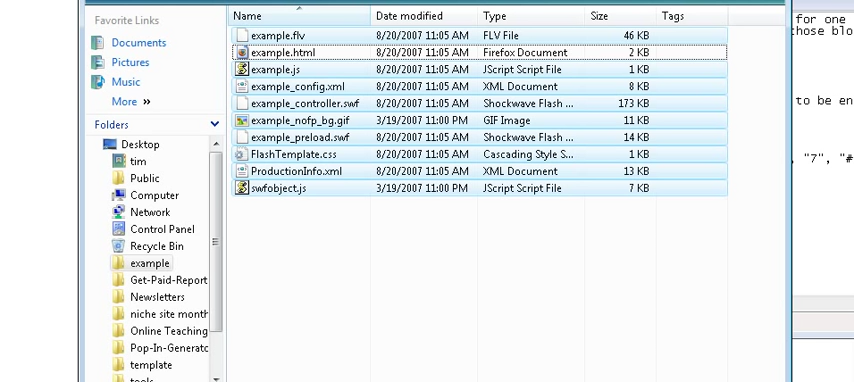 Favorite Links
Documents
Pictures
Music
More »
Folders
Desktop
tim
Public
Computer
Network
Control Panel
Recycle Bin
example
Get-Paid-Report
Newsletters
niche site month
Online Teaching
Pop-In-Generato
template
tools
Name Date modified Type Size Tags
example.flv 8/20/2007 11:05 AM FLV File 46 KB
example.html 8/20/2007 11:05 AM Firefox Document 2 KB
example.js 8/20/2007 11:05 AM JScript Script File 1 KB
example_config.xml 8/20/2007 11:05 AM XML Document 8 KB
example_controller.swf 8/20/2007 11:05 AM Shockwave Flash ... 173 KB
example_nofp_bg.gif 3/19/2007 11:00 PM GIF Image 11 KB
example_preload.swf 8/20/2007 11:05 AM Shockwave Flash ... 14 KB
FlashTemplate.css 8/20/2007 11:05 AM Cascading Style S... 1 KB
ProductionInfo.xml 8/20/2007 11:05 AM XML Document 13 KB
swfobject.js 3/19/2007 11:00 PM JScript Script File 7 KB
for one
those blo
to be en
, "7", "#